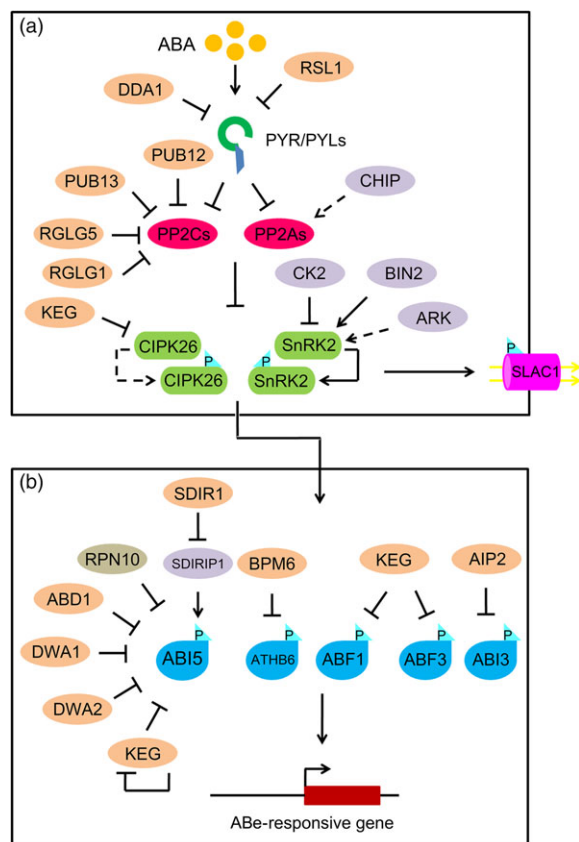 (a)
ABA
RSL1
DDA1
PYR/PYLs
PUB12
PUB13
CHIP
RGLG5
PP2Cs
PP2As
RGLG1
CK2
BIN2
KEG
ARK
CIPK26
SnRK2
P
P
P
CIPK26
SnRK2
SLAC1
(b)
SDIR1
RPN10
SDIRIP1
BPM6
KEG
AIP2
ABD1
P
P
P
P
P
DWA1
ABI5
ATHB6
ABF1
ABF3
ABI3
DWA2
KEG
ABe-responsive gene